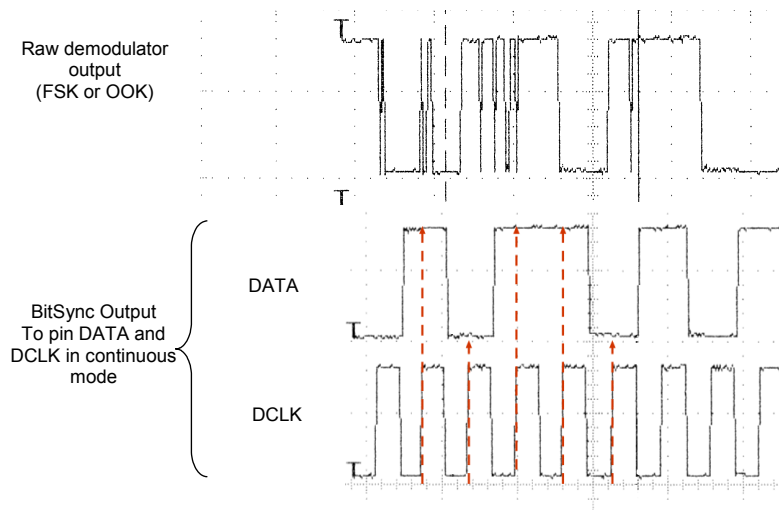 Raw demodulator
output
(FSK or OOK)
BitSync Output
To pin DATA and
DCLK in continuous
mode
DATA
DCLK